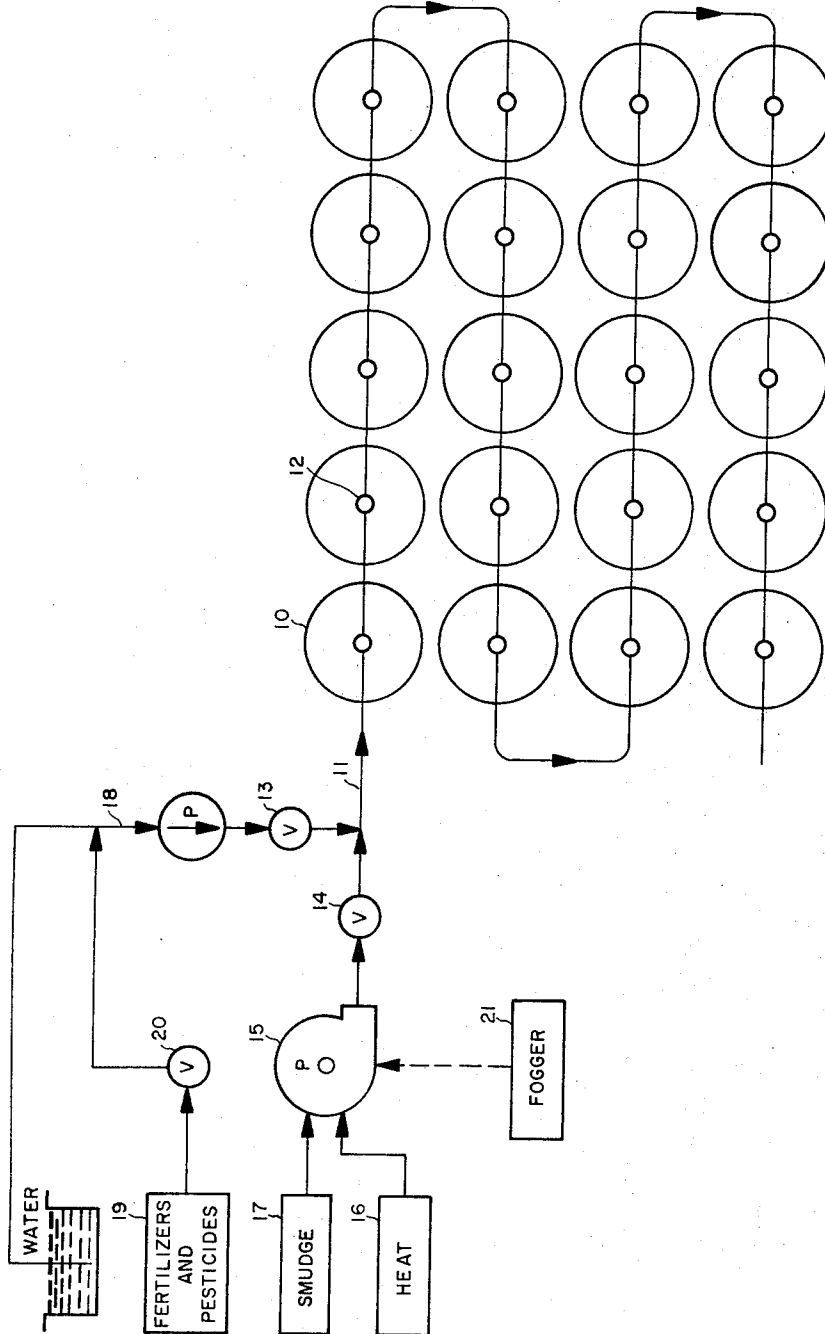 WATER
18
P
13
V
19
FERTILIZERS
AND
PESTICIDES
20
V
11
14
V
15
P
17
SMUDGE
16
HEAT
21
FOGGER
10
12